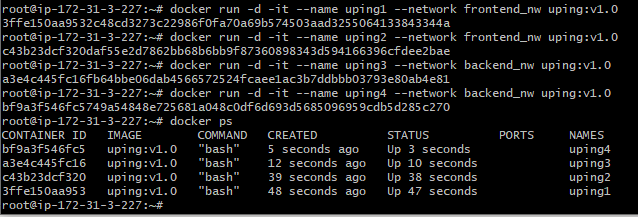 root@ip-172-31-3-227:~# docker run -d -it --name uping1 --network frontend_nw uping:v1.0
3ffe150aa9532c48cd3273c22986f0fa70a69b574503aad3255064133843344a
root@ip-172-31-3-227:~# docker run -d -it --name uping2 --network frontend_nw uping:v1.0
c43b23dcf320daf55e2d7862bb68b6bb9f87360898343d594166396cfdee2bae
root@ip-172-31-3-227:~# docker run -d -it --name uping3 --network backend_nw uping:v1.0
a3e4c445fc16fb64bbe06dab4566572524fcaee1ac3b7ddbbb03793e80ab4e81
root@ip-172-31-3-227:~# docker run -d -it --name uping4 --network backend_nw uping:v1.0
bf9a3f546fc5749a54848e725681a048c0df6d693d5685096959cdb5d285c270
root@ip-172-31-3-227:~# docker ps
CONTAINER ID IMAGE COMMAND CREATED STATUS PORTS NAMES
bf9a3f546fc5 uping:v1.0 "bash" 5 seconds ago Up 3 seconds uping4
a3e4c445fc16 uping:v1.0 "bash" 12 seconds ago Up 10 seconds uping3
c43b23dcf320 uping:v1.0 "bash" 39 seconds ago Up 38 seconds uping2
3ffe150aa953 uping:v1.0 "bash" 48 seconds ago Up 47 seconds uping1
root@ip-172-31-3-227:~#